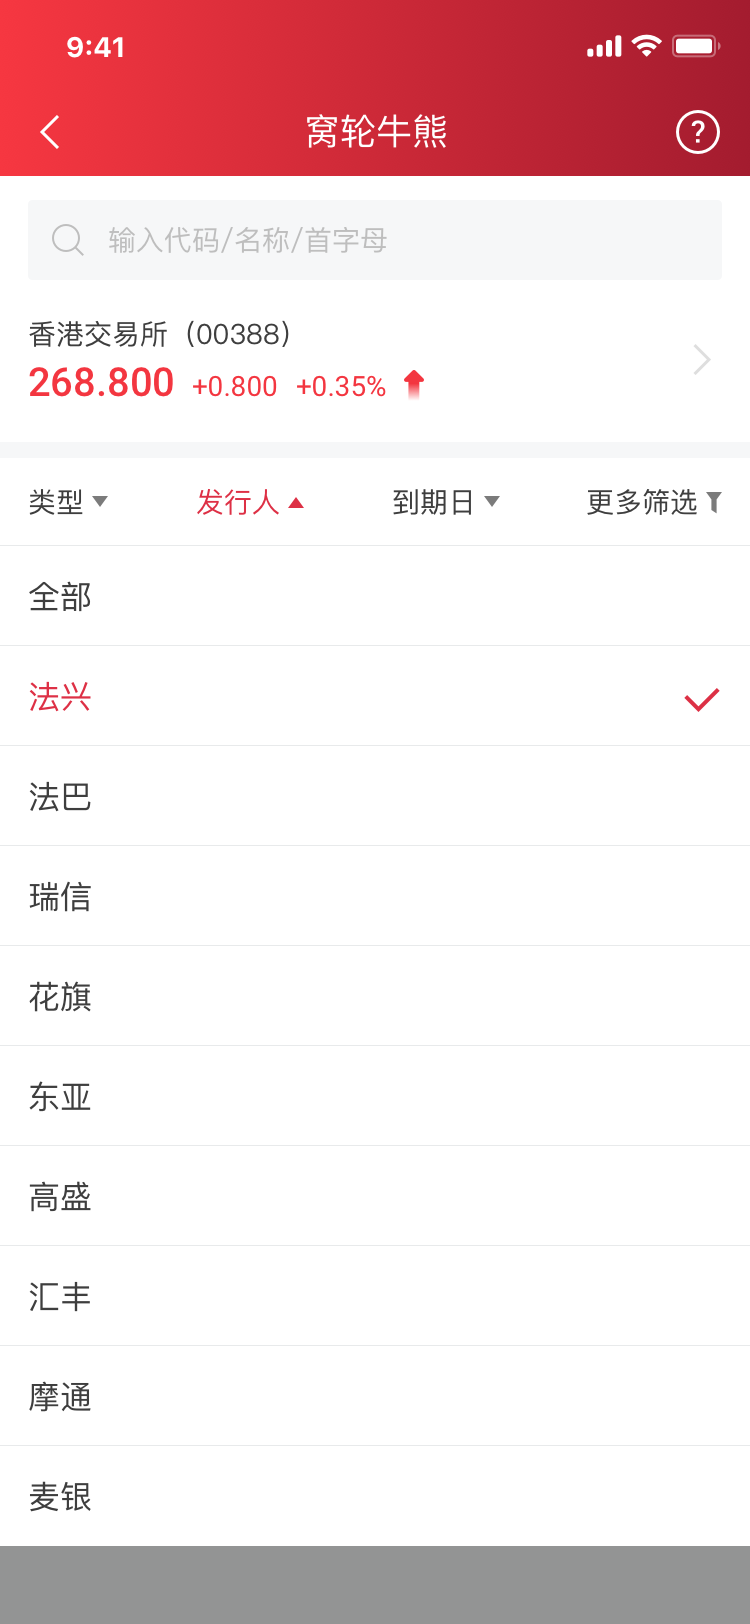 9:41
窝轮牛熊
?
输入代码/名称/首字母
香港交易所（00388）
268.800 +0.800 +0.35%
类型 发行人 到期日 更多筛选
全部
法兴
法巴
瑞信
花旗
东亚
高盛
汇丰
摩通
麦银